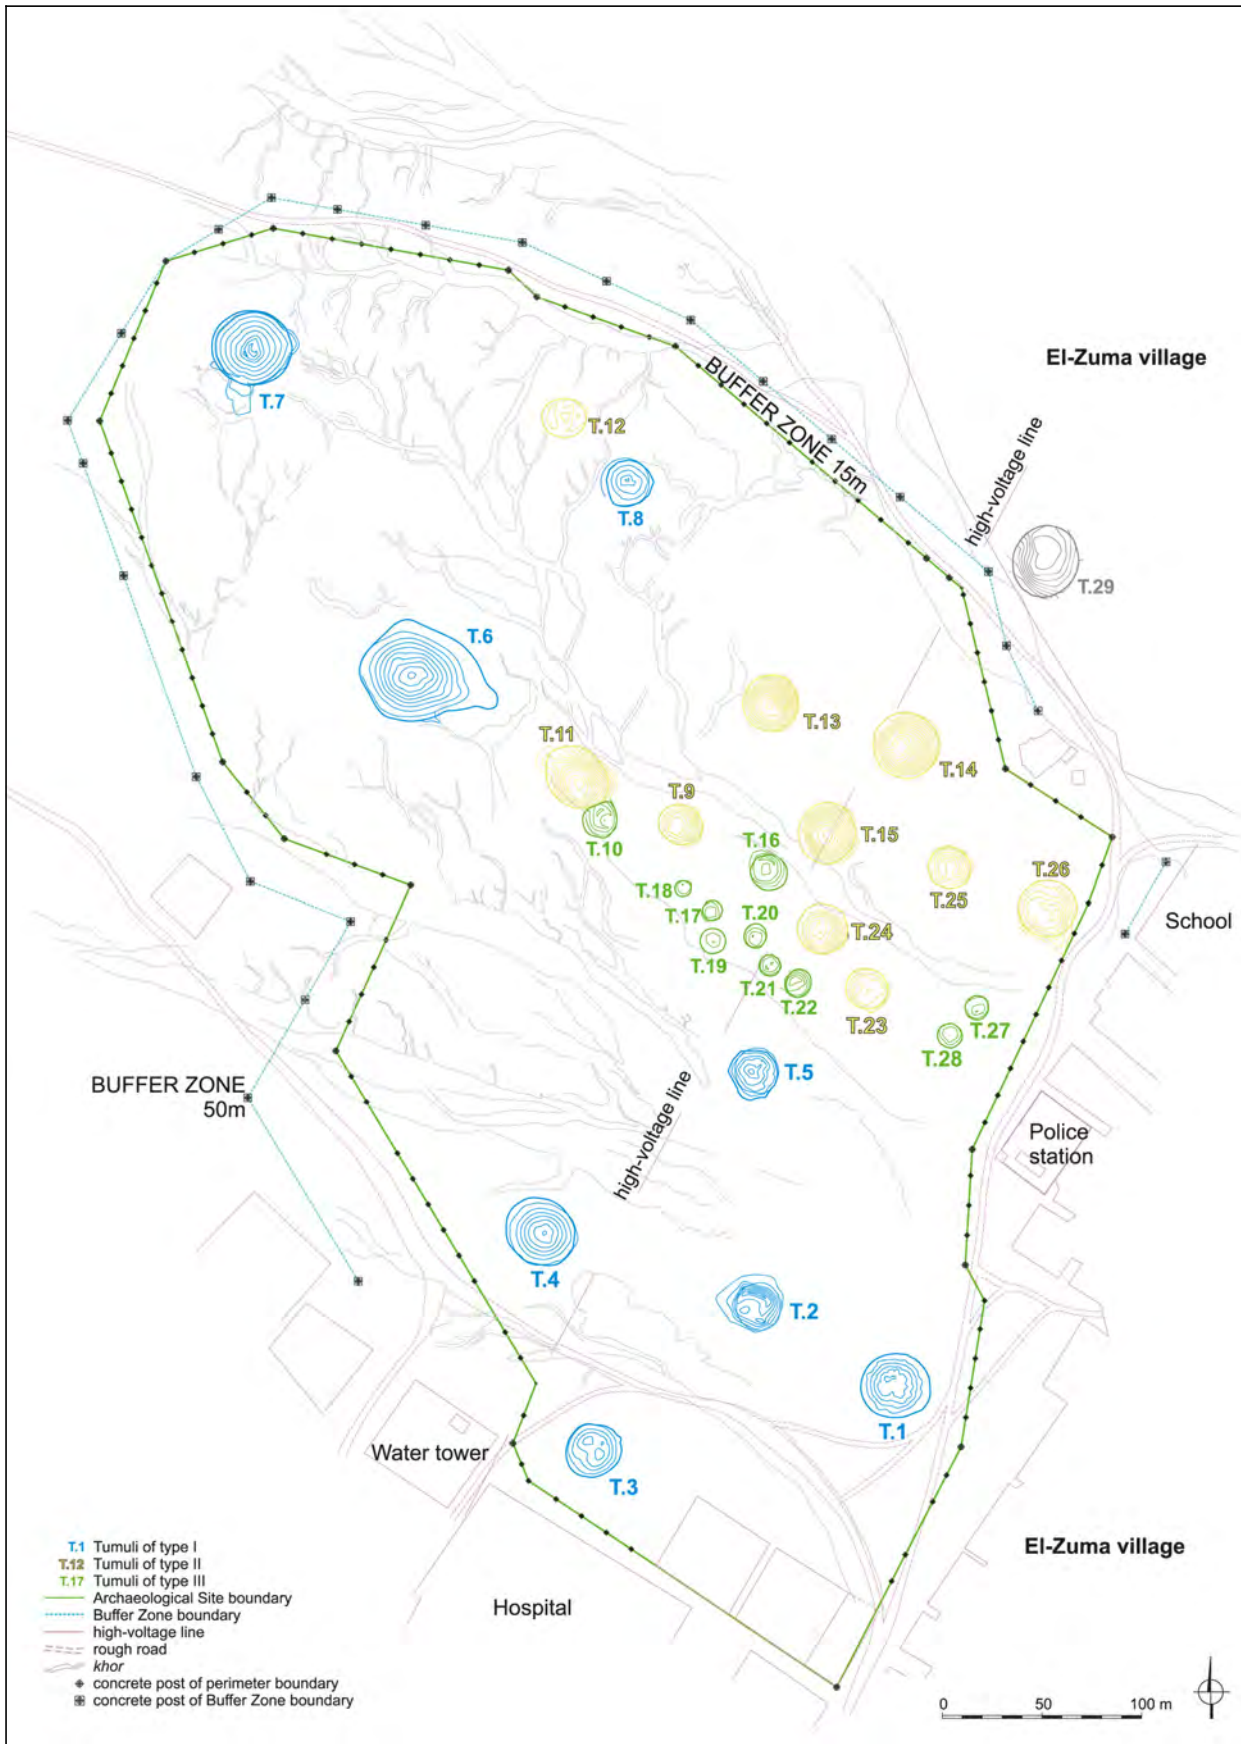 El-Zuma village
BUFFER ZONE 15m
high-voltage line
T.7
T.12
T.8
T.29
T.6
T.13
T.11
T.14
T.9
T.10
T.16
T.15
T.18
T.25
T.26
T.17
T.20
T.24
School
T.19
T.21
T.22
T.23
T.27
T.28
T.5
BUFFER ZONE
50m
high-voltage line
Police
station
T.4
T.2
T.1
Water tower
T.3
El-Zuma village
Hospital
T.1 Tumuli of type I
T.12 Tumuli of type II
T.17 Tumuli of type III
Archaeological Site boundary
Buffer Zone boundary
high-voltage line
rough road
khor
concrete post of perimeter boundary
concrete post of Buffer Zone boundary
0 50 100 m